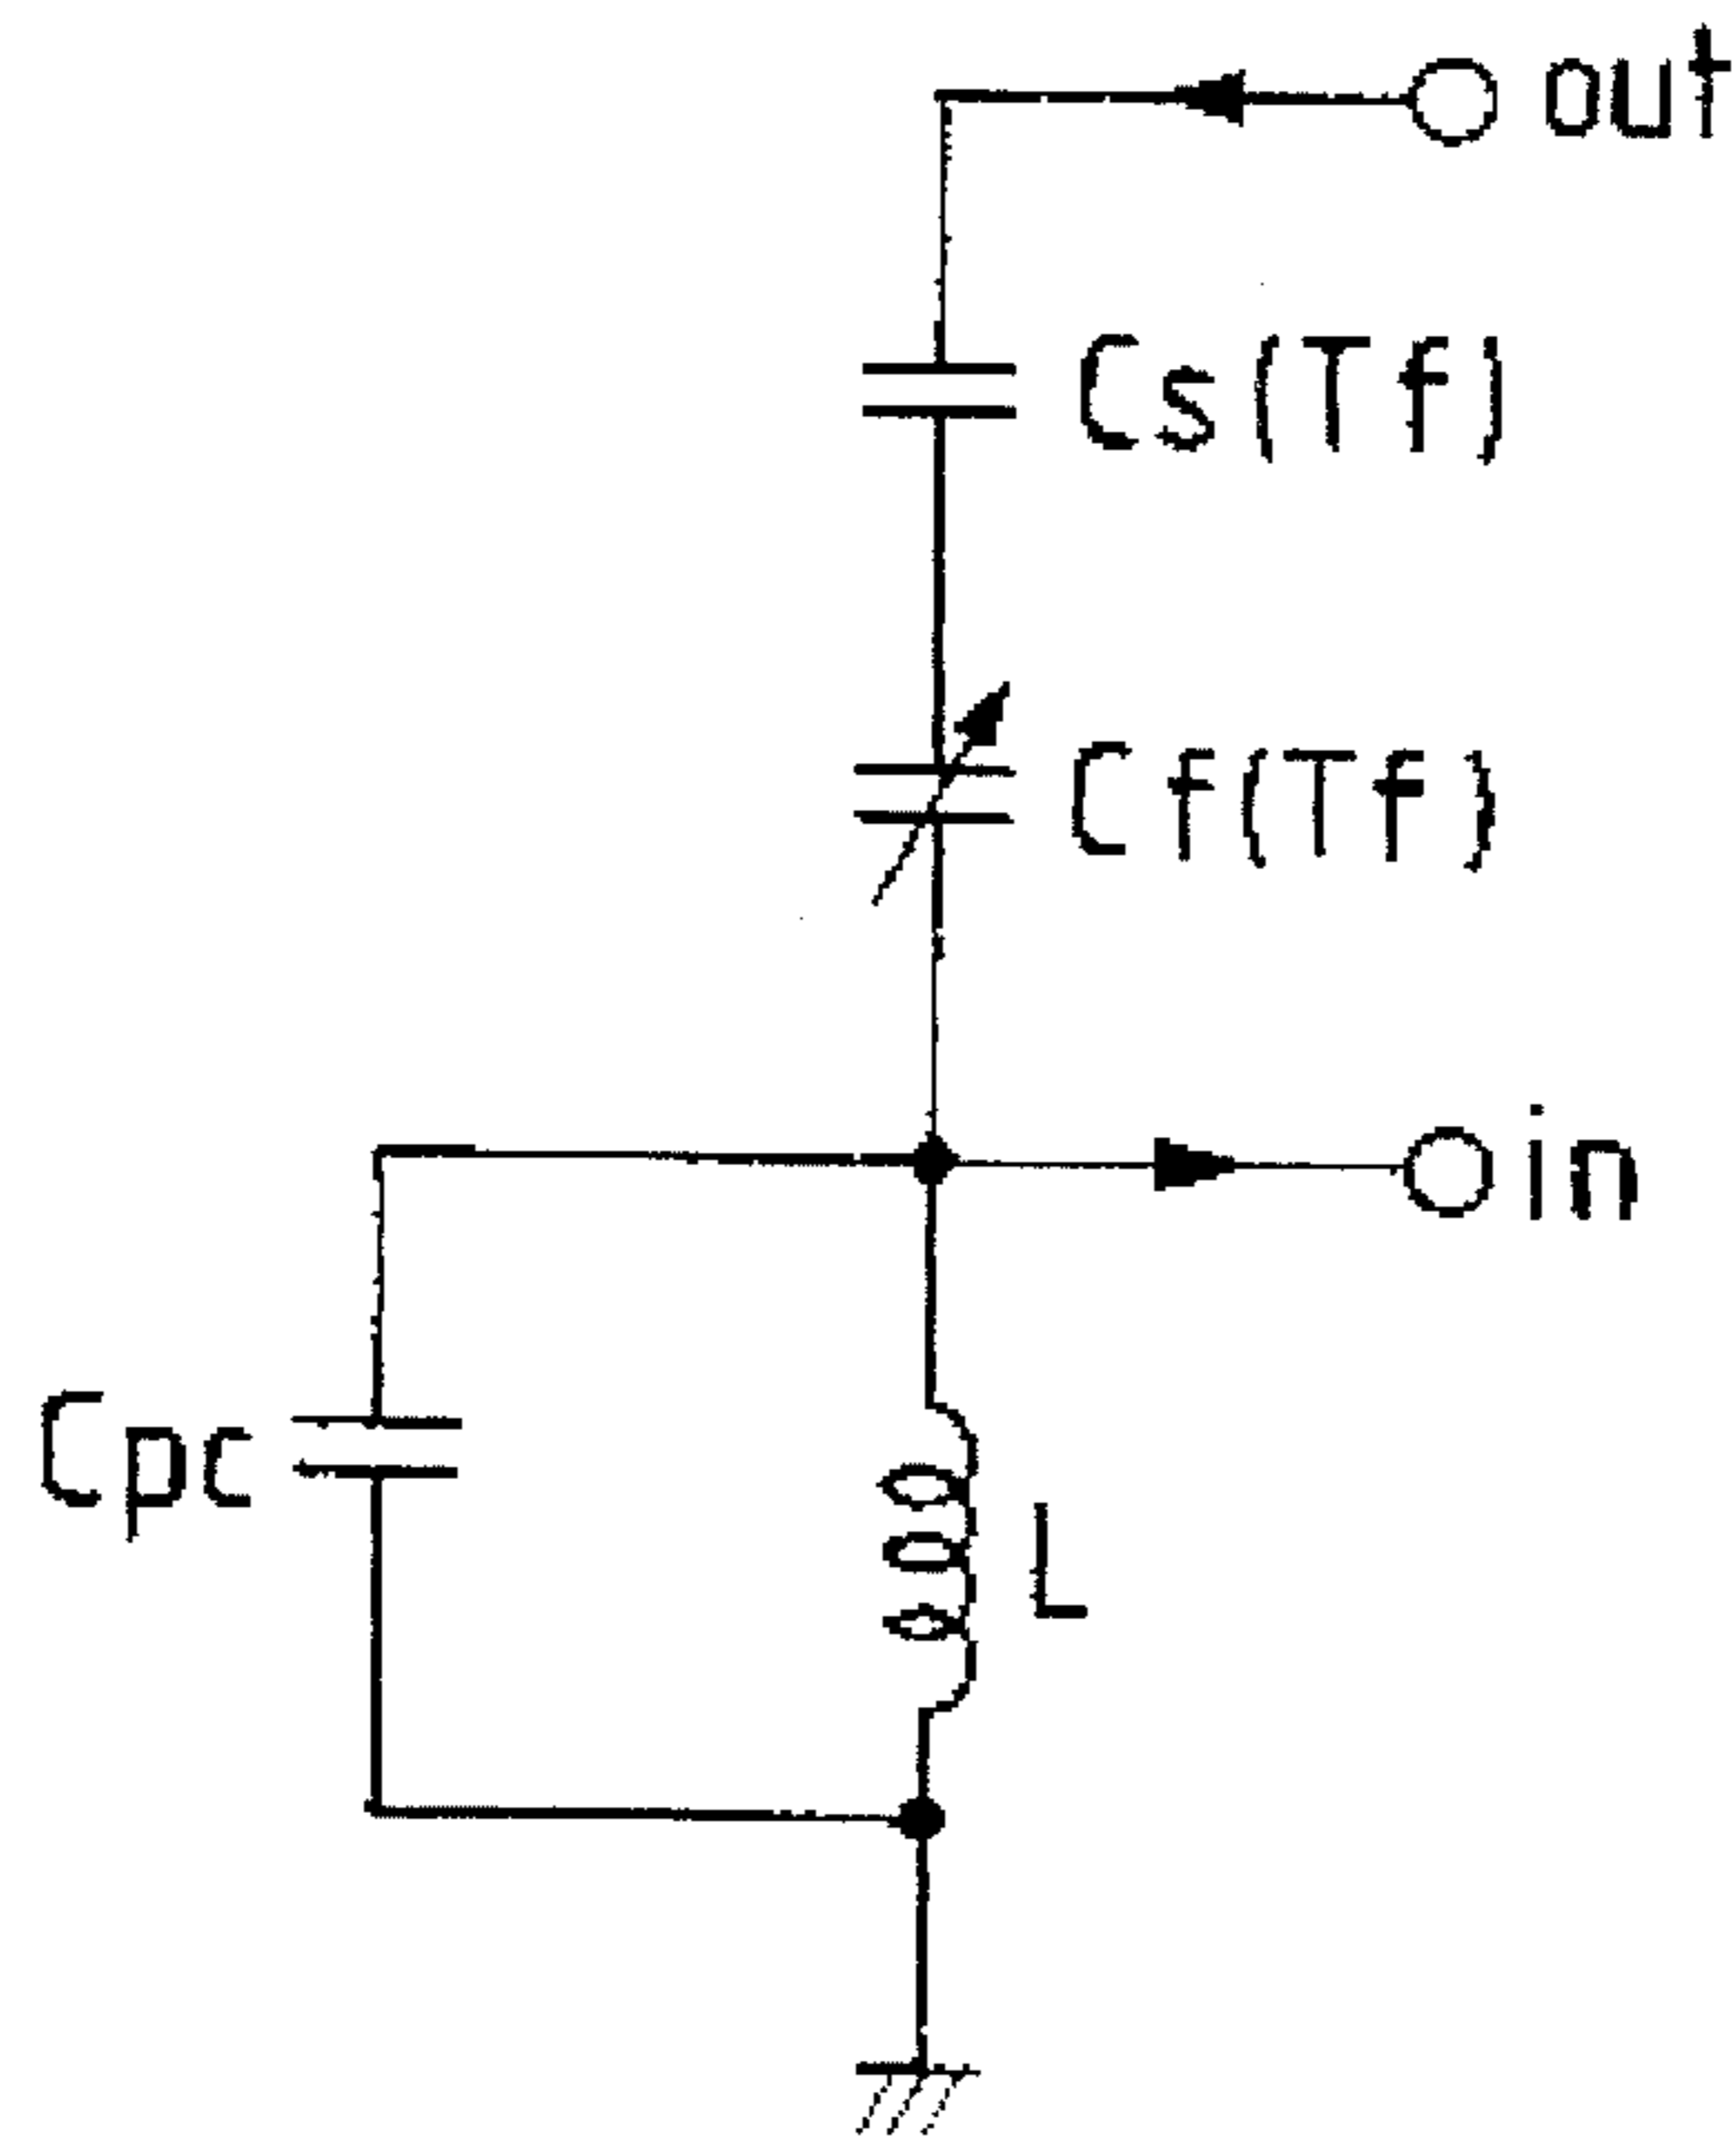 out
Cs(Tf)
Cf(Tf)
in
Cpc
L